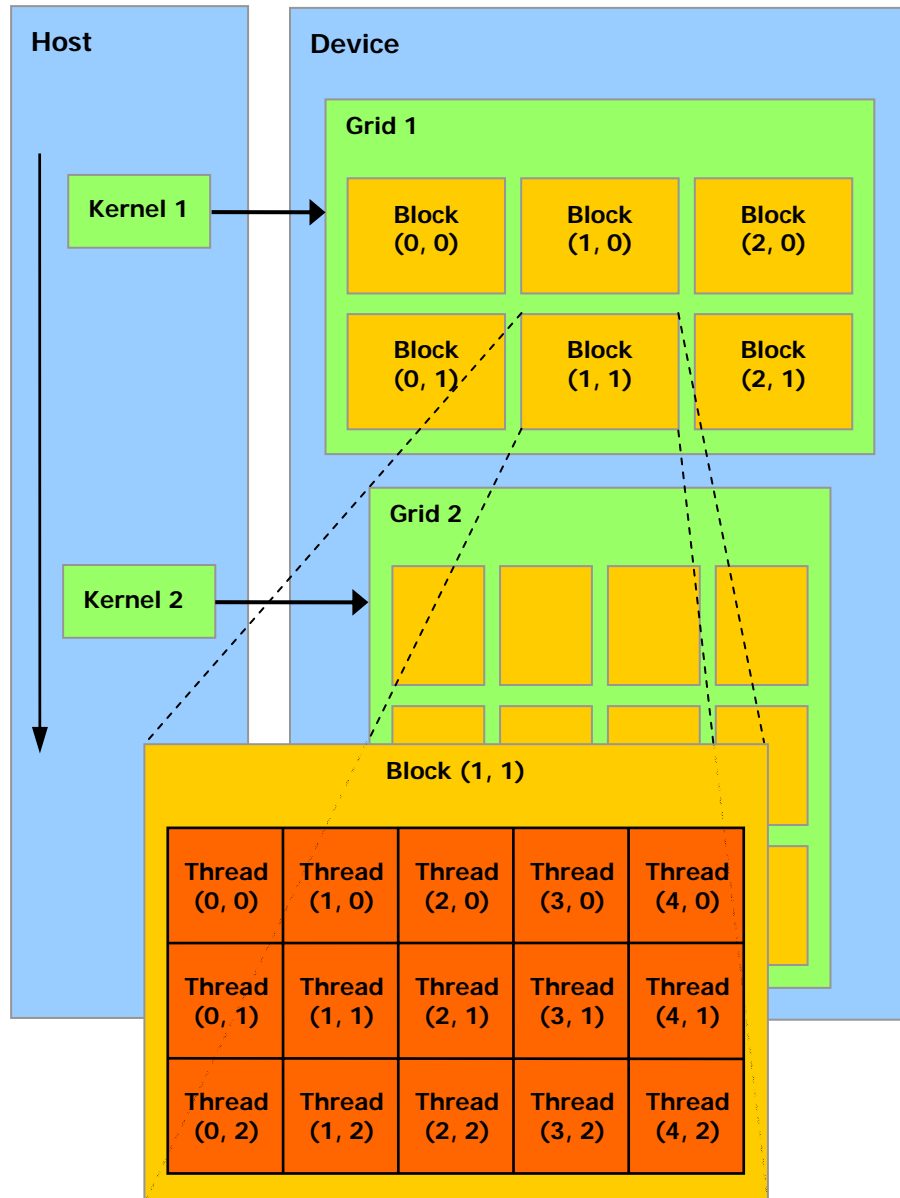 Host
Device
Grid 1
Kernel 1
Block
(0, 0)
Block
(1, 0)
Block
(2, 0)
Block
(0, 1)
Block
(1, 1)
Block
(2, 1)
Grid 2
Kernel 2
Block (1, 1)
Thread
(0, 0)
Thread
(1, 0)
Thread
(2, 0)
Thread
(3, 0)
Thread
(4, 0)
Thread
(0, 1)
Thread
(1, 1)
Thread
(2, 1)
Thread
(3, 1)
Thread
(4, 1)
Thread
(0, 2)
Thread
(1, 2)
Thread
(2, 2)
Thread
(3, 2)
Thread
(4, 2)